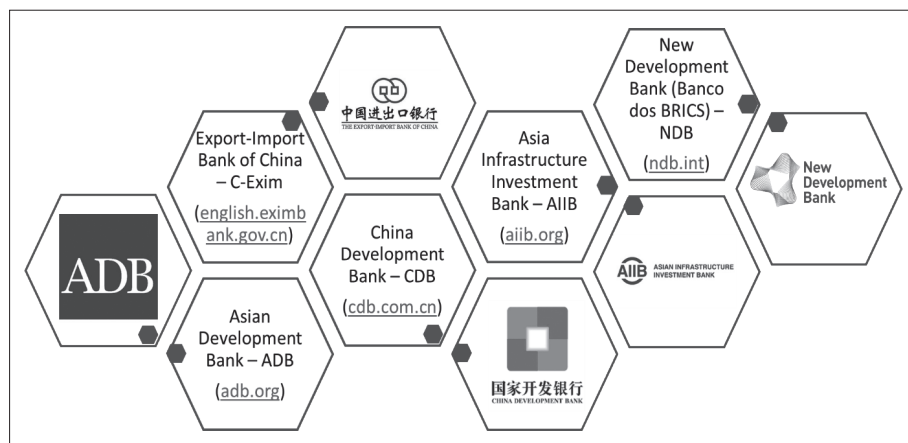 ADB
Export-Import
Bank of China
– C-Exim
(english.eximb
ank.gov.cn)
Asian
Development
Bank – ADB
(adb.org)
中国进出口银行
THE EXPORT-IMPORT BANK OF CHINA
China
Development
Bank – CDB
(cdb.com.cn)
Asia
Infrastructure
Investment
Bank – AIIB
(aiib.org)
国家开发银行
CHINA DEVELOPMENT BANK
New
Development
Bank (Banco
dos BRICS) –
NDB
(ndb.int)
AIIB
ASIAN INFRASTRUCTURE
INVESTMENT BANK
New
Development
Bank